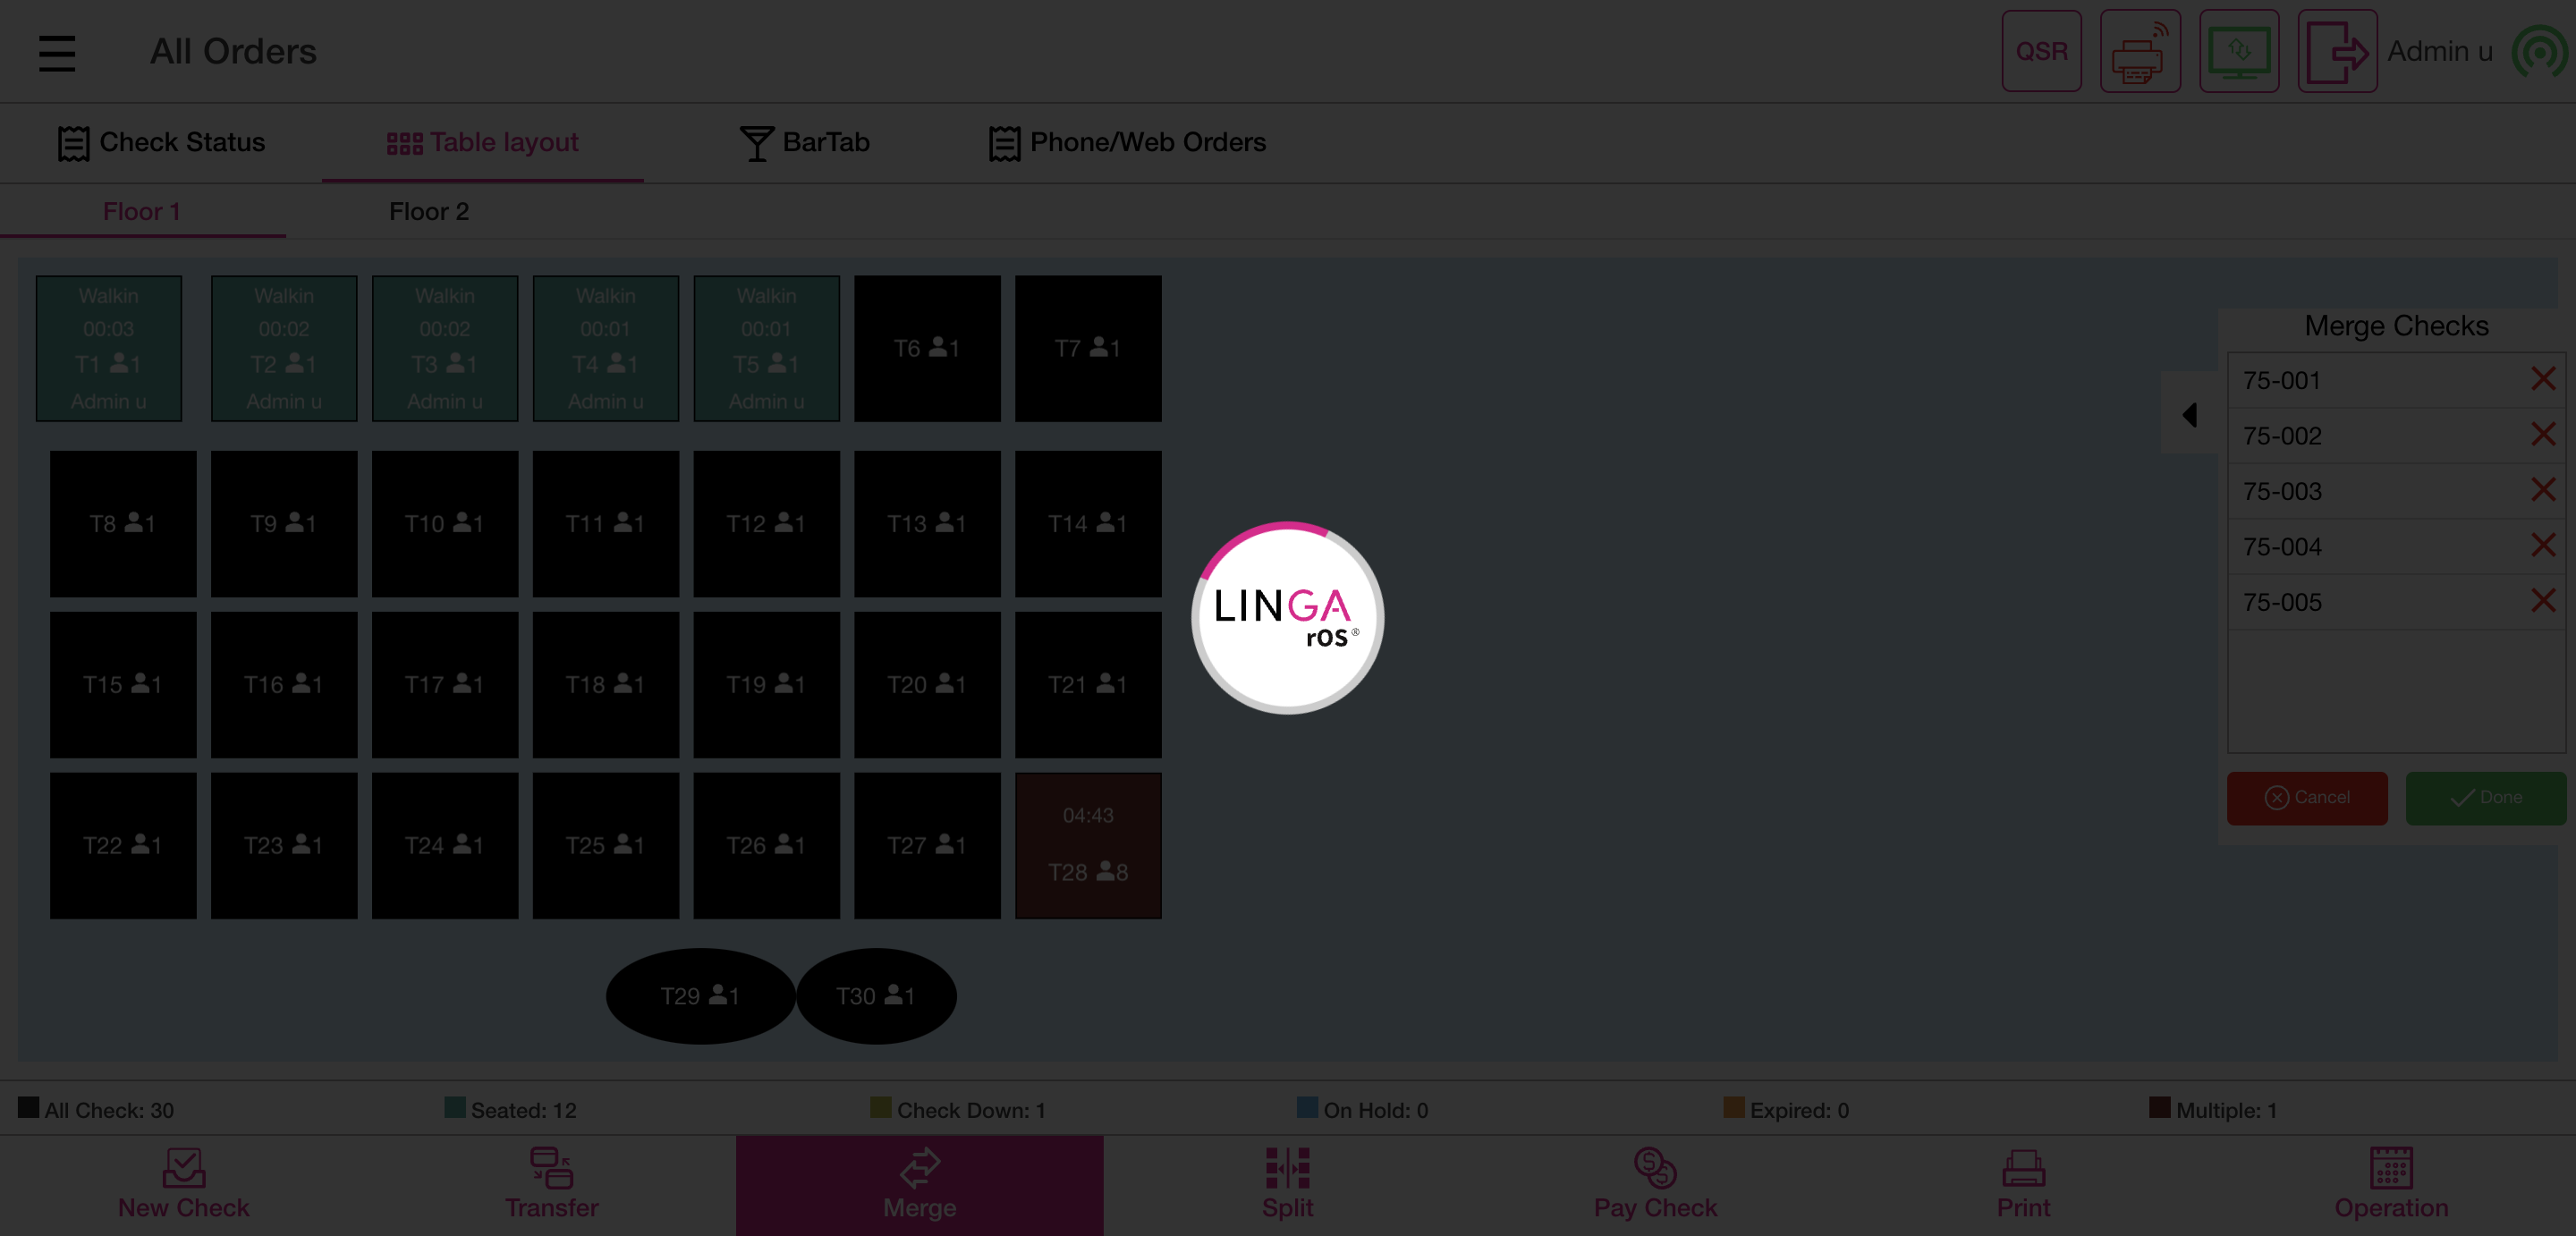 All Orders
QSR
Admin u
Check Status
Table layout
BarTab
Phone/Web Orders
Floor 1
Floor 2
Walkin
00:03
T1 1
Admin u
Walkin
00:02
T2 1
Admin u
Walkin
00:02
T3 1
Admin u
Walkin
00:01
T4 1
Admin u
Walkin
00:01
T5 1
Admin u
T6 1
T7 1
T8 1
T9 1
T10 1
T11 1
T12 1
T13 1
T14 1
T15 1
T16 1
T17 1
T18 1
T19 1
T20 1
T21 1
T22 1
T23 1
T24 1
T25 1
T26 1
T27 1
04:43
T28 8
T29 1
T30 1
LINGA
rOS®
Merge Checks
75-001
75-002
75-003
75-004
75-005
Cancel
Done
All Check: 30
Seated: 12
Check Down: 1
On Hold: 0
Expired: 0
Multiple: 1
New Check
Transfer
Merge
Split
Pay Check
Print
Operation